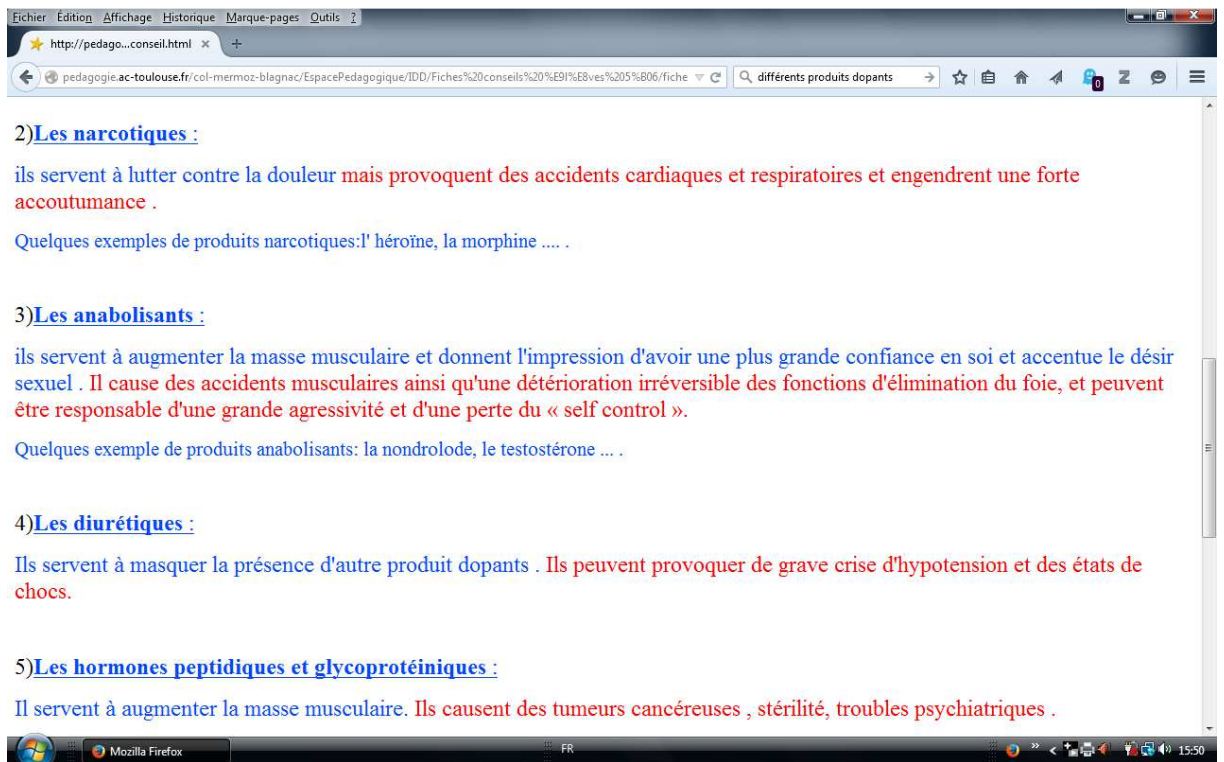 Fichier Édition Affichage Historique Marque-pages Outils ?
http://pedago...conseil.html × +
pedagogie.ac-toulouse.fr/col-mermoz-blagnac/EspacePedagogique/IDD/Fiches%20conseils%20%E9l%E8ves%205%B06/fiche
différents produits dopants
0
2)Les narcotiques :
ils servent à lutter contre la douleur mais provoquent des accidents cardiaques et respiratoires et engendrent une forte
accoutumance .
Quelques exemples de produits narcotiques:l' héroïne, la morphine .... .
3)Les anabolisants :
ils servent à augmenter la masse musculaire et donnent l'impression d'avoir une plus grande confiance en soi et accentue le désir
sexuel . Il cause des accidents musculaires ainsi qu'une détérioration irréversible des fonctions d'élimination du foie, et peuvent
être responsable d'une grande agressivité et d'une perte du « self control ».
Quelques exemple de produits anabolisants: la nondrolode, le testostérone ... .
4)Les diurétiques :
Ils servent à masquer la présence d'autre produit dopants . Ils peuvent provoquer de grave crise d'hypotension et des états de
chocs.
5)Les hormones peptidiques et glycoprotéiniques :
Il servent à augmenter la masse musculaire. Ils causent des tumeurs cancéreuses , stérilité, troubles psychiatriques .
Mozilla Firefox
FR
15:50